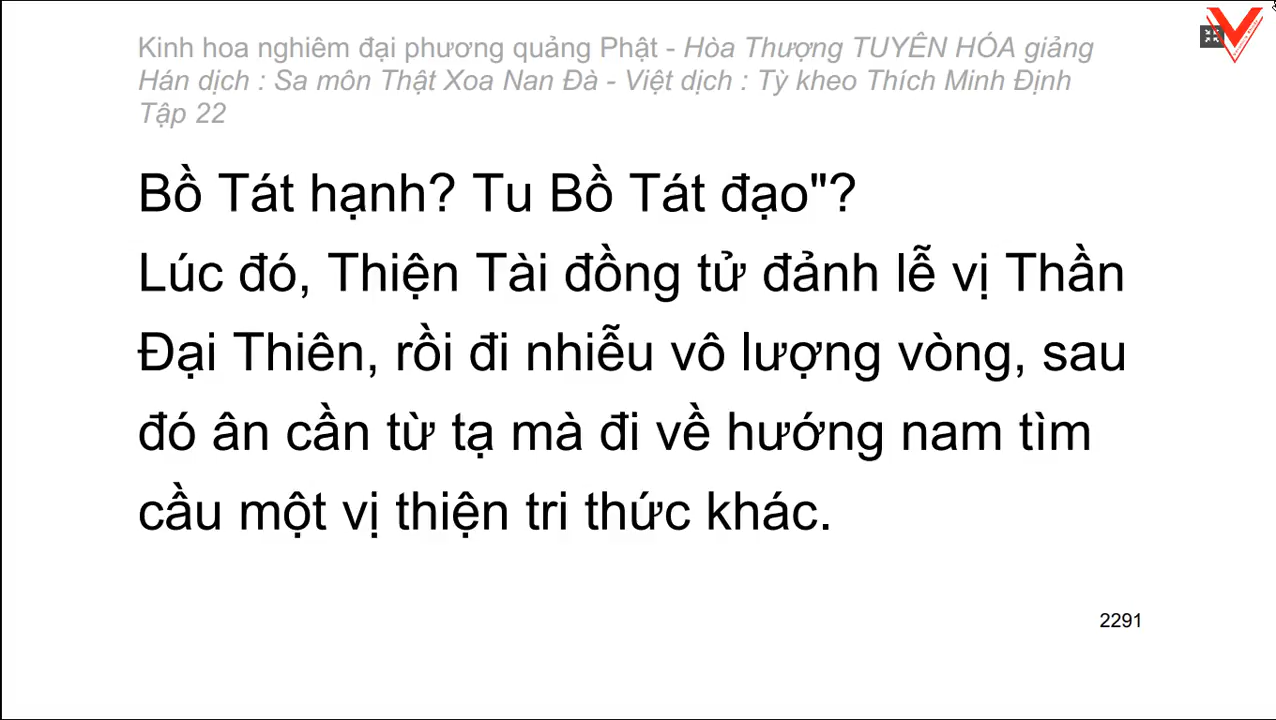 Kinh hoa nghiêm đại phương quảng Phật - Hòa Thượng TUYÊN HÓA giảng
Hán dịch : Sa môn Thật Xoa Nan Đà - Việt dịch : Tỳ kheo Thích Minh Định
Tập 22
Bồ Tát hạnh? Tu Bồ Tát đạo"?
Lúc đó, Thiện Tài đồng tử đảnh lễ vị Thần
Đại Thiên, rồi đi nhiễu vô lượng vòng, sau
đó ân cần từ tạ mà đi về hướng nam tìm
cầu một vị thiện tri thức khác.
2291